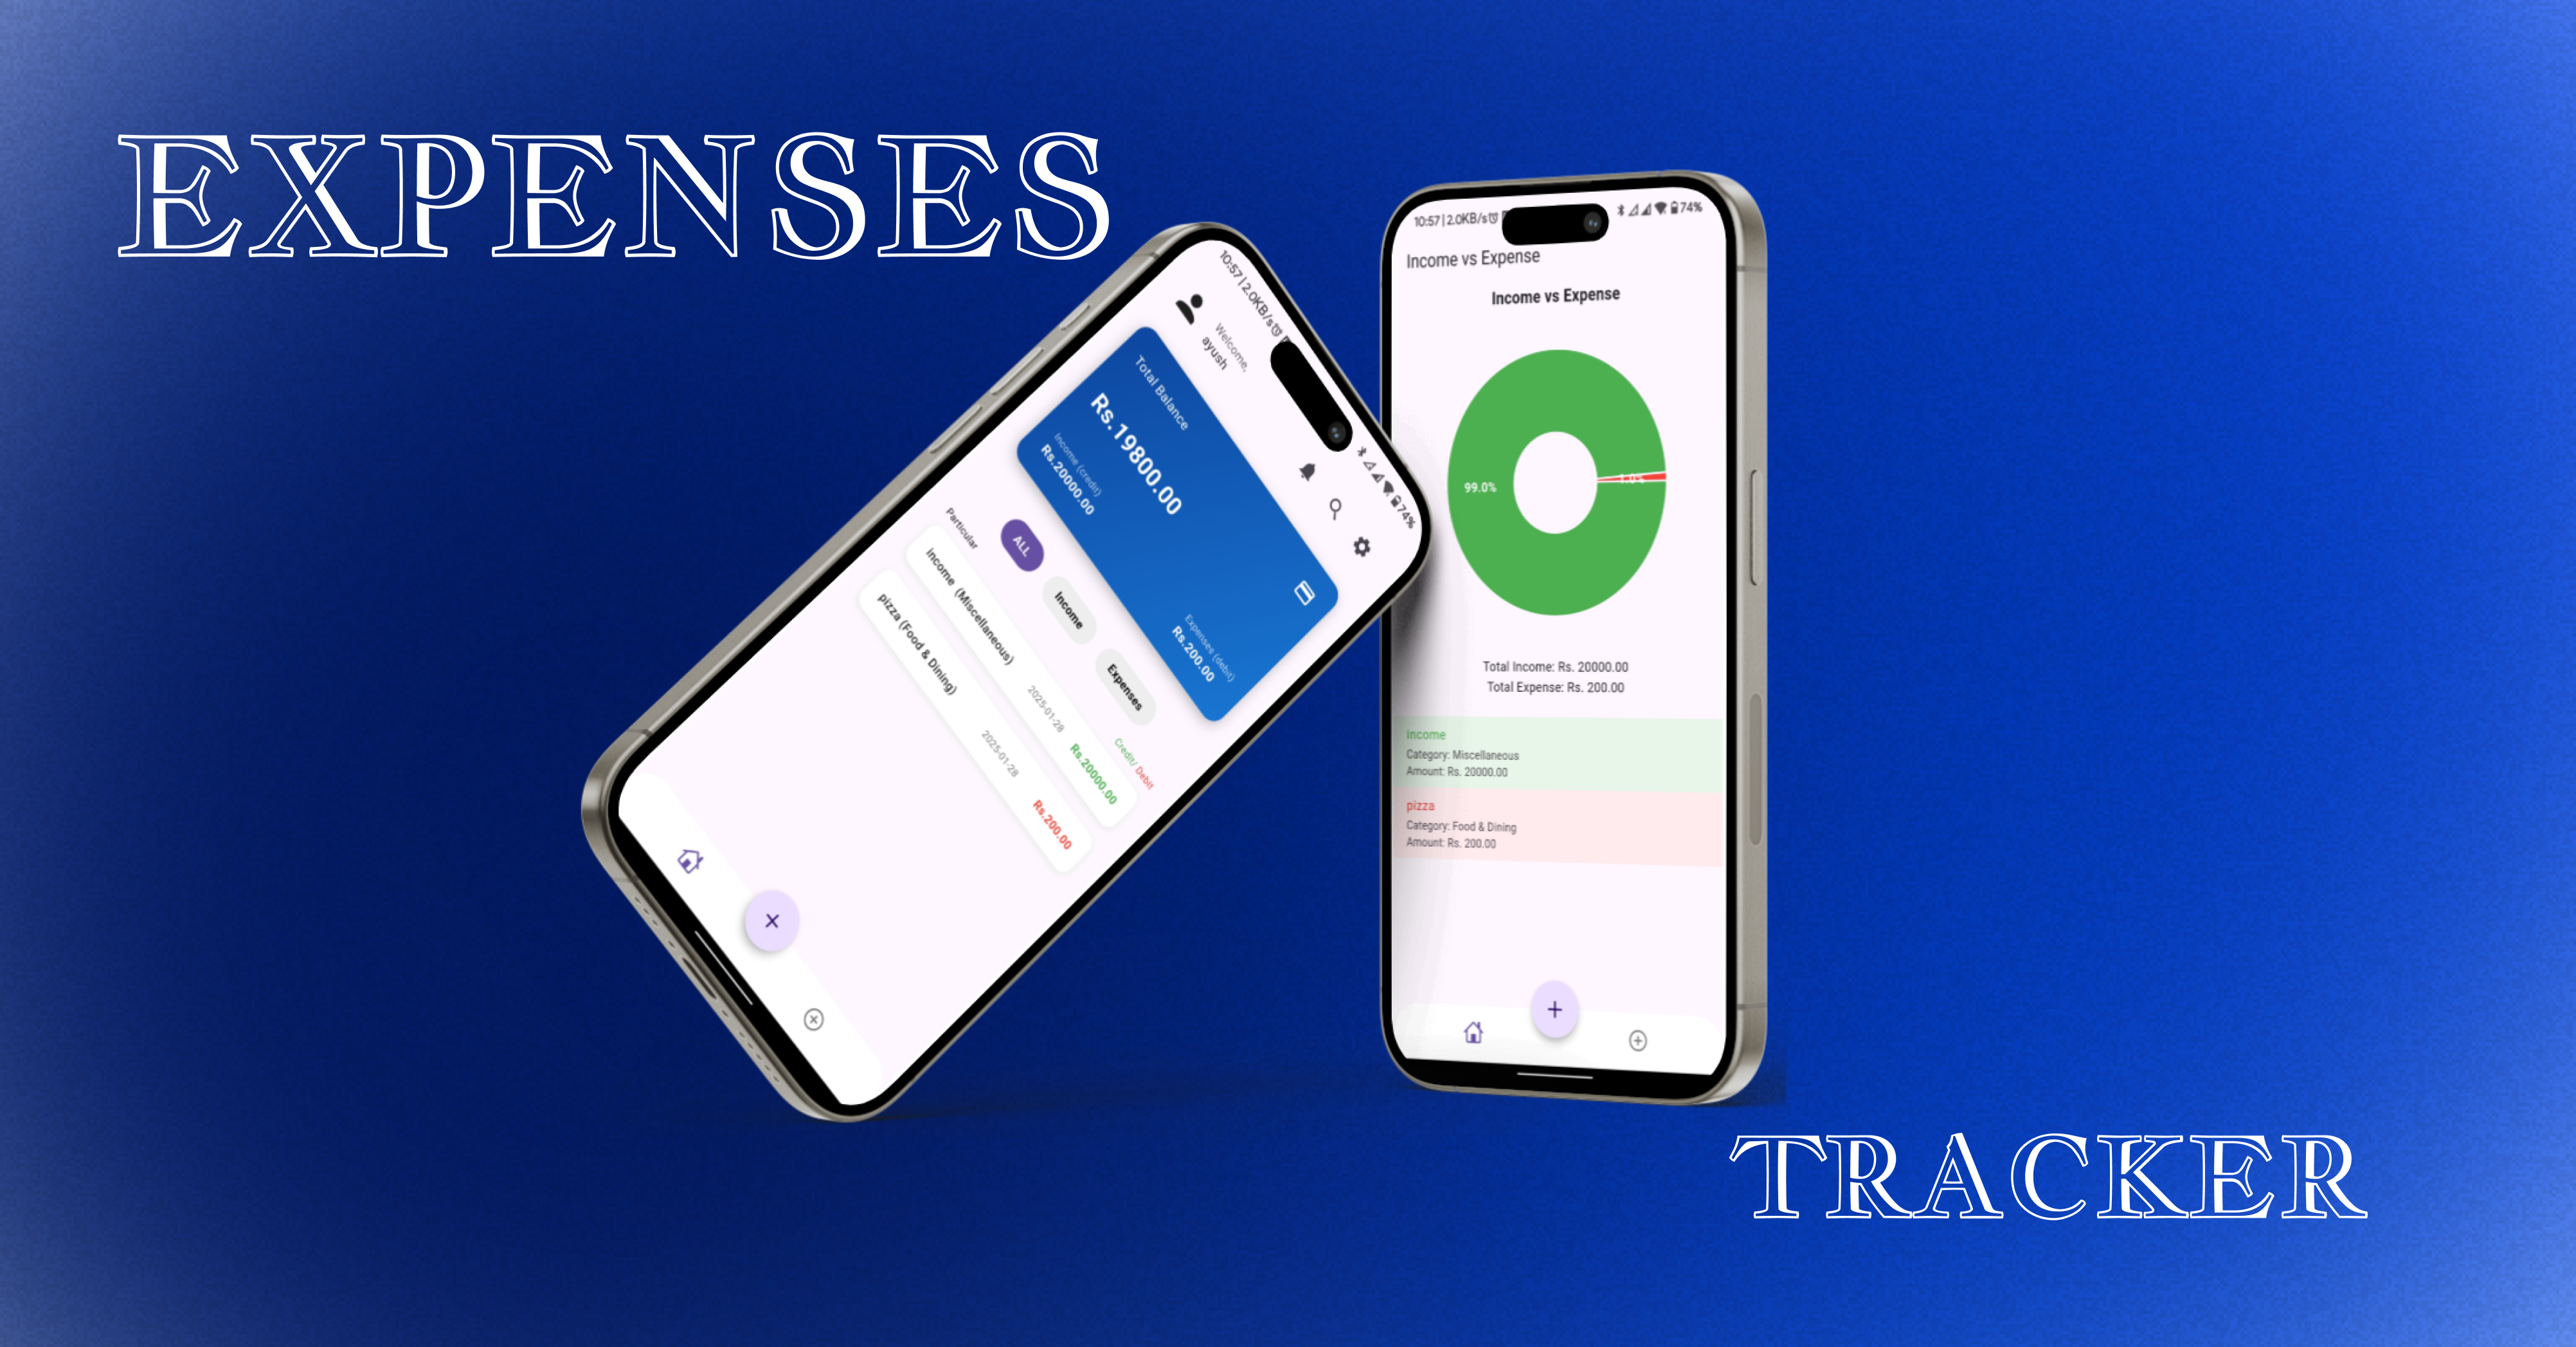 EXPENSES
10:57 | 2.0KB/s
74%
Welcome,
ayush
Total Balance
Rs.19800.00
Income (credit)
Rs.20000.00
Expenses (debit)
Rs.200.00
ALL
Income
Expenses
Particular
Credit/ Debit
income (Miscellaneous)
2025-01-28
Rs.20000.00
pizza (Food & Dining)
2025-01-28
Rs.200.00
10:57 | 2.0KB/s
74%
Income vs Expense
Income vs Expense
99.0%
1.0%
Total Income: Rs. 20000.00
Total Expense: Rs. 200.00
income
Category: Miscellaneous
Amount: Rs. 20000.00
pizza
Category: Food & Dining
Amount: Rs. 200.00
TRACKER